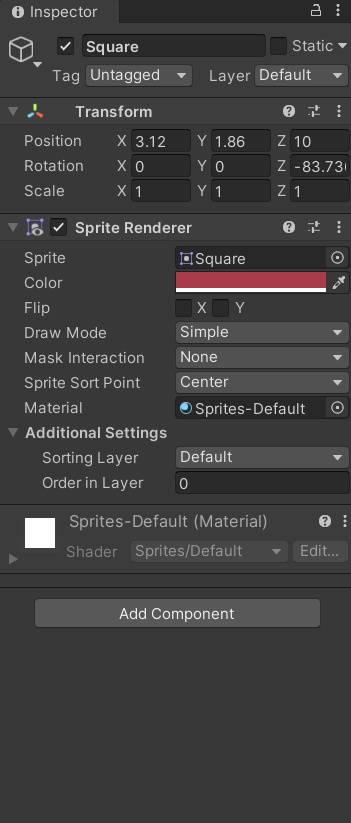 Inspector
Square Static
Tag Untagged Layer Default
Transform
Position X 3.12 Y 1.86 Z 10
Rotation X 0 Y 0 Z -83.73
Scale X 1 Y 1 Z 1
Sprite Renderer
Sprite Square
Color
Flip X Y
Draw Mode Simple
Mask Interaction None
Sprite Sort Point Center
Material Sprites-Default
Additional Settings
Sorting Layer Default
Order in Layer 0
Sprites-Default (Material)
Shader Sprites/Default Edit...
Add Component